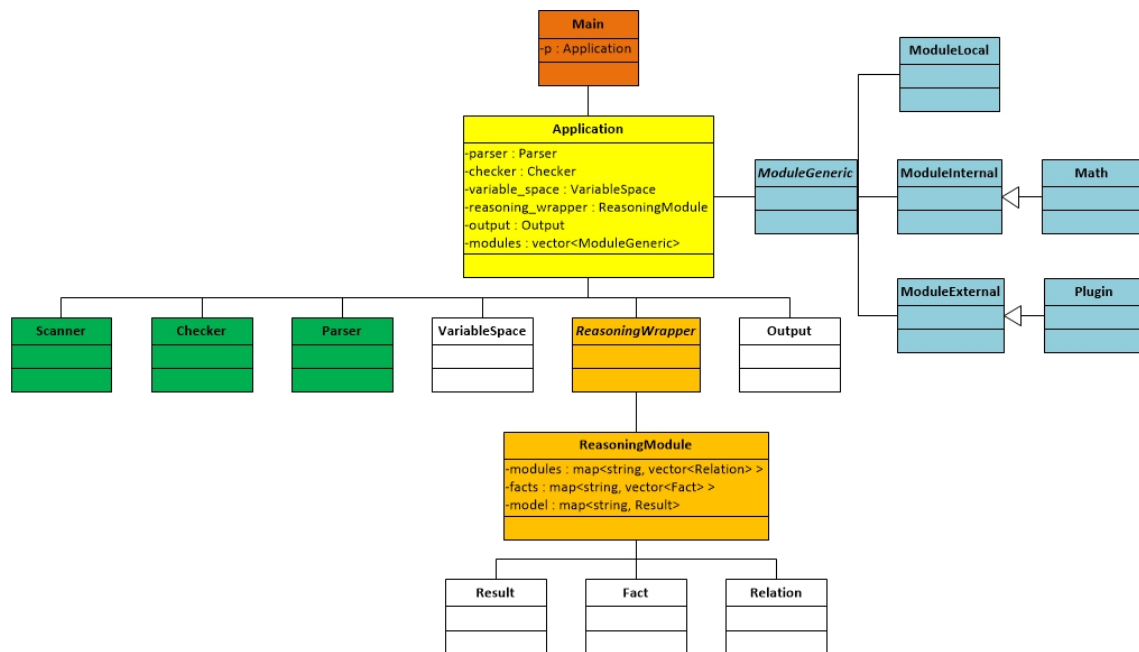 Main
-p : Application
Application
-parser : Parser
-checker : Checker
-variable_space : VariableSpace
-reasoning_wrapper : ReasoningModule
-output : Output
-modules : vector<ModuleGeneric>
ModuleGeneric
ModuleLocal
ModuleInternal
Math
ModuleExternal
Plugin
Scanner
Checker
Parser
VariableSpace
ReasoningWrapper
Output
ReasoningModule
-modules : map<string, vector<Relation> >
-facts : map<string, vector<Fact> >
-model : map<string, Result>
Result
Fact
Relation